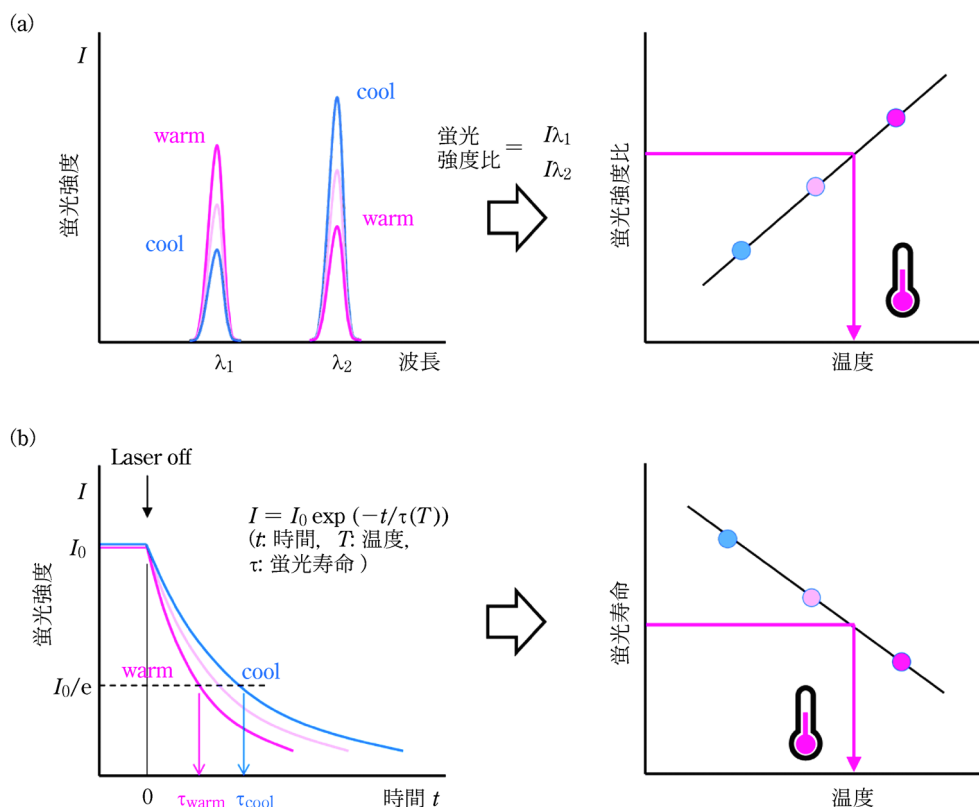 (a)
I
cool
warm
warm
cool
蛍光強度
λ1
λ2
波長
蛍光
強度比
=
Iλ1
Iλ2
蛍光強度比
温度
(b)
Laser off
I
I = I0 exp (−t/τ(T))
(t: 時間, T: 温度,
τ: 蛍光寿命)
I0
蛍光強度
warm
cool
I0/e
0
τwarm
τcool
時間 t
蛍光寿命
温度